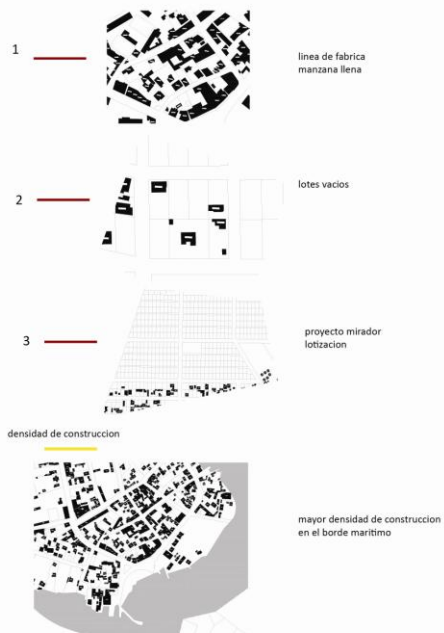 1
linea de fabrica
manzana llena
2
lotes vacios
3
proyecto mirador
lotizacion
densidad de construccion
mayor densidad de construccion
en el borde maritimo